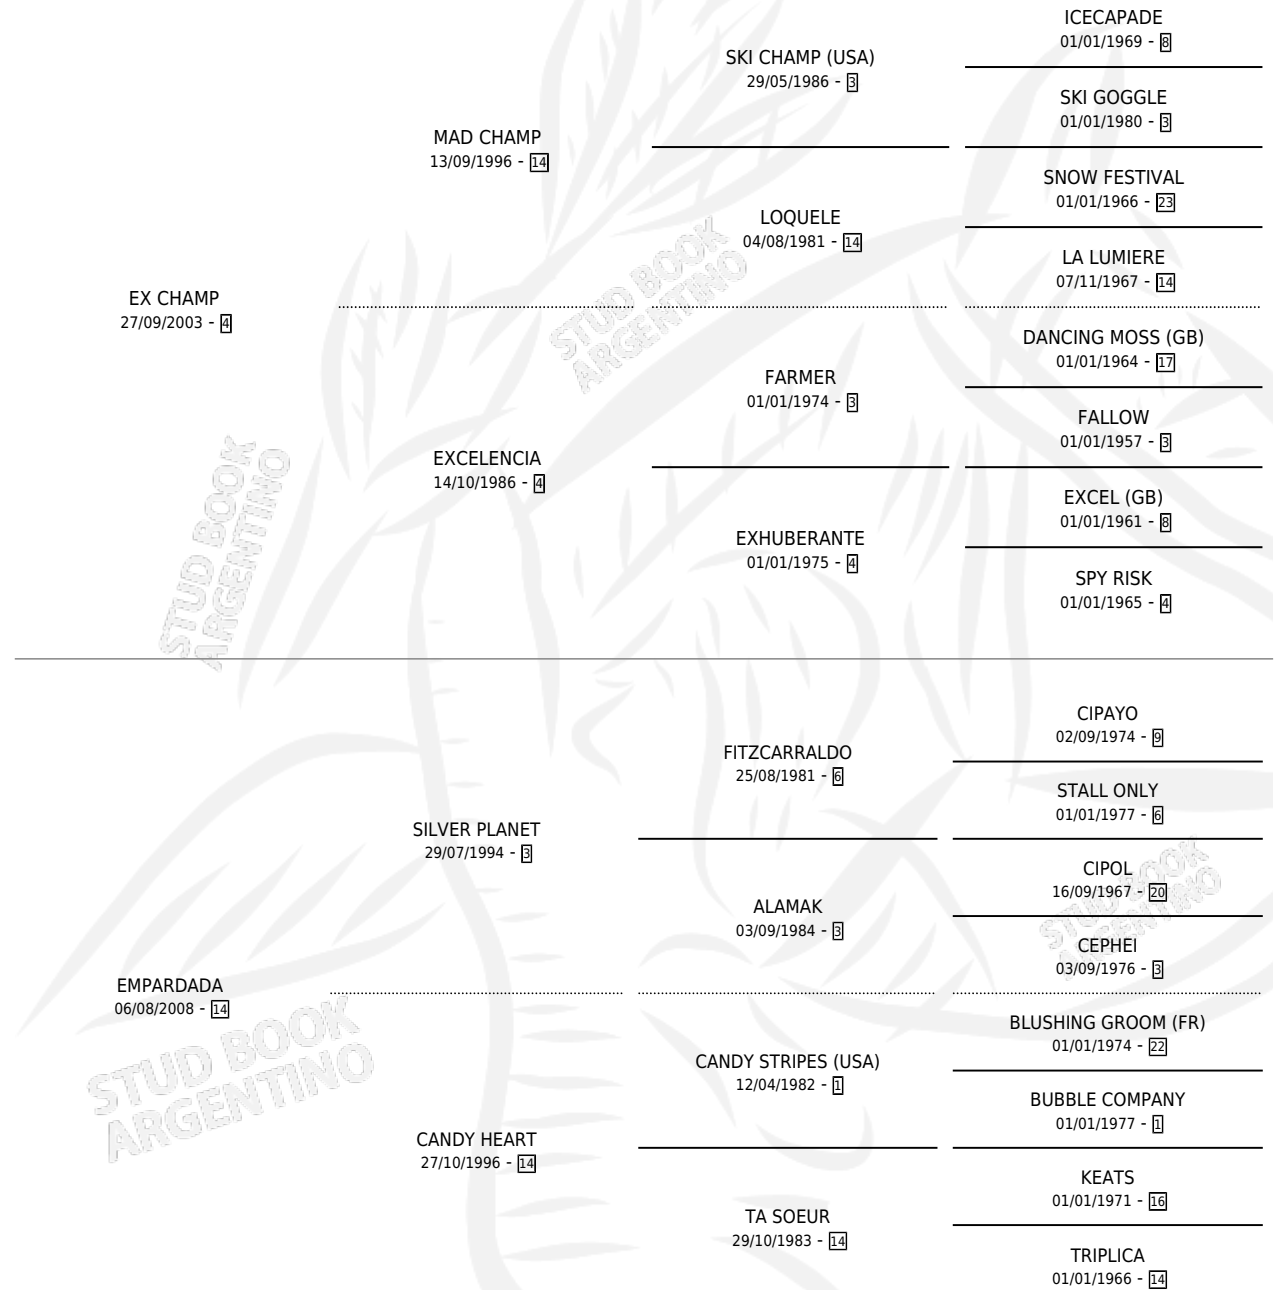 ICECAPADE
01/01/1969 - 8
SKI CHAMP (USA)
29/05/1986 - 3
SKI GOGGLE
01/01/1980 - 3
MAD CHAMP
13/09/1996 - 14
SNOW FESTIVAL
01/01/1966 - 23
LOQUELE
04/08/1981 - 14
LA LUMIERE
07/11/1967 - 14
EX CHAMP
27/09/2003 - 4
DANCING MOSS (GB)
01/01/1964 - 17
FARMER
01/01/1974 - 3
FALLOW
01/01/1957 - 3
EXCELENCIA
14/10/1986 - 4
EXCEL (GB)
01/01/1961 - 8
EXHUBERANTE
01/01/1975 - 4
SPY RISK
01/01/1965 - 4
CIPAYO
02/09/1974 - 9
FITZCARRALDO
25/08/1981 - 6
STALL ONLY
01/01/1977 - 6
SILVER PLANET
29/07/1994 - 3
CIPOL
16/09/1967 - 20
ALAMAK
03/09/1984 - 3
CEPHEI
03/09/1976 - 3
EMPARDADA
06/08/2008 - 14
BLUSHING GROOM (FR)
01/01/1974 - 22
CANDY STRIPES (USA)
12/04/1982 - 1
BUBBLE COMPANY
01/01/1977 - 1
CANDY HEART
27/10/1996 - 14
KEATS
01/01/1971 - 16
TA SOEUR
29/10/1983 - 14
TRIPLICA
01/01/1966 - 14
STUD BOOK
ARGENTINO
STUD BOOK
ARGENTINO
STUD BOOK
ARGENTINO
STUD BOOK
ARGENTINO